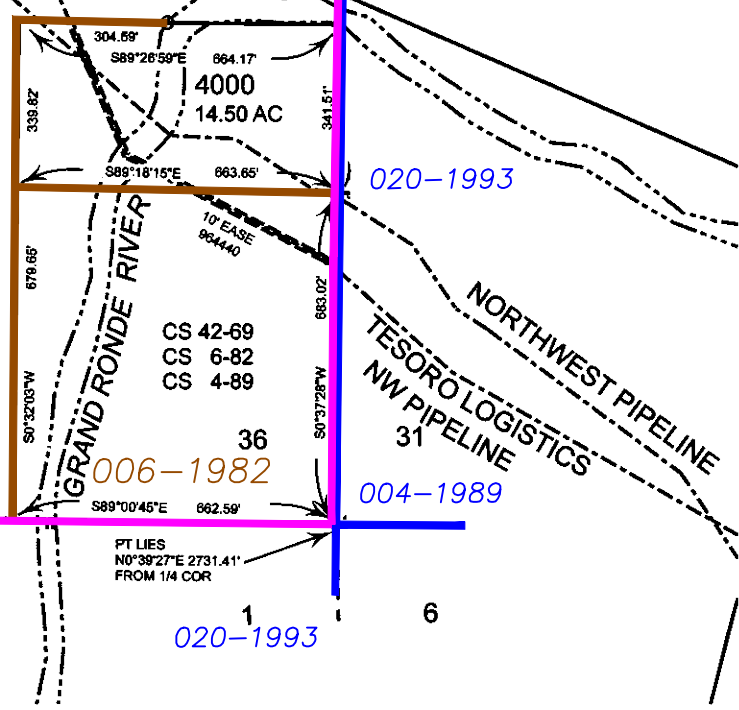 304.59'
S89°26'59"E 664.17'
4000
14.50 AC
339.82'
341.51'
S89°18'15"E 663.65'
020-1993
10' EASE
964440
GRAND RONDE RIVER
679.65'
683.02'
NORTHWEST PIPELINE
TESORO LOGISTICS
NW PIPELINE
CS 42-69
CS 6-82
CS 4-89
S0°32'03"W
S0°37'28"W
36
31
006-1982
004-1989
S89°00'45"E 662.59'
PT LIES
N0°39'27"E 2731.41'
FROM 1/4 COR
1
6
020-1993